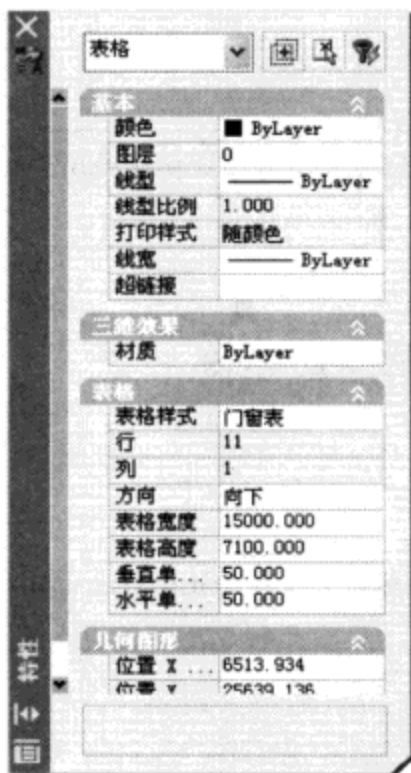 表格
基本
颜色 ByLayer
图层 0
线型 ByLayer
线型比例 1.000
打印样式 随颜色
线宽 ByLayer
超链接
三维效果
材质 ByLayer
表格
表格样式 门窗表
行 11
列 1
方向 向下
表格宽度 15000.000
表格高度 7100.000
垂直单... 50.000
水平单... 50.000
几何图形
位置 X ... 6513.934
位置 Y 25639.136
特性